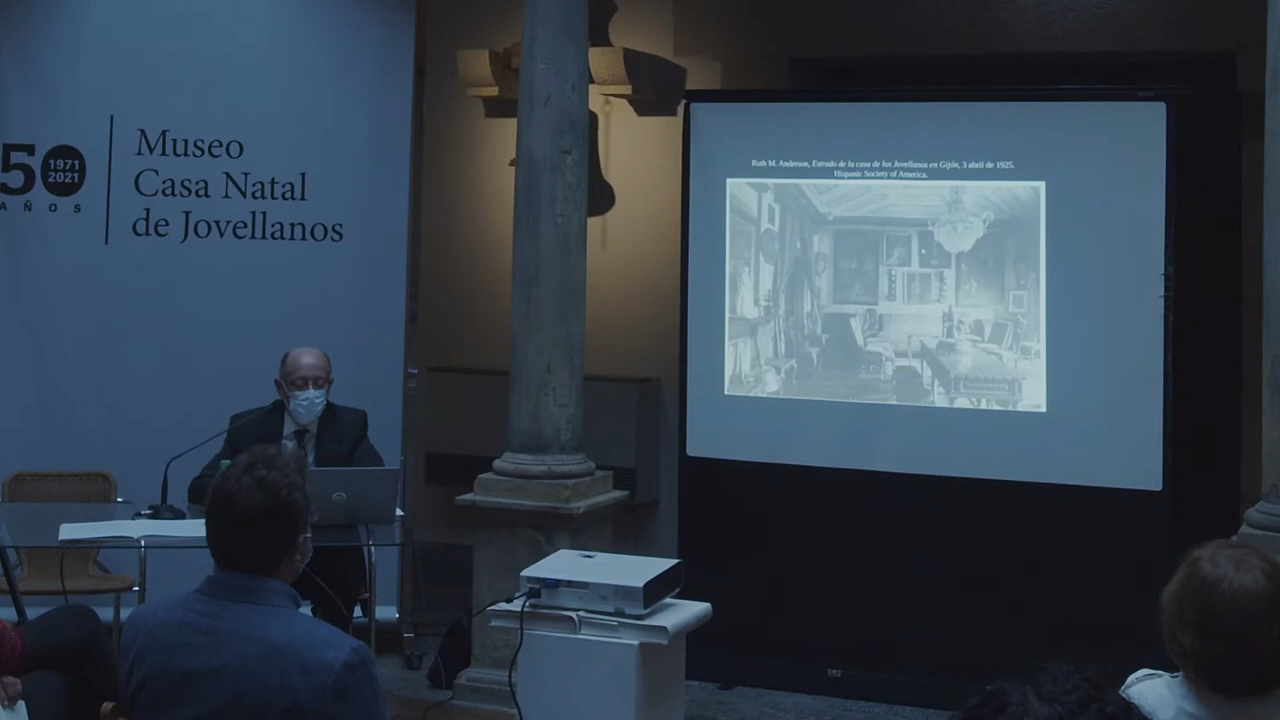 50
1971
2021
AÑOS
Museo
Casa Natal
de Jovellanos
Ruth M. Anderson, Estrado de la casa de los Jovellanos en Gijón, 3 abril de 1925.
Hispanic Society of America.